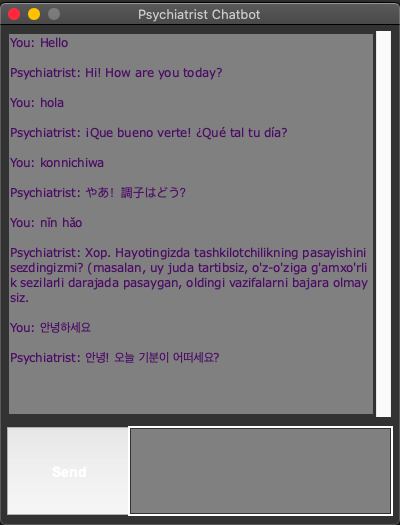 Psychiatrist Chatbot
You: Hello
Psychiatrist: Hi! How are you today?
You: hola
Psychiatrist: ¡Que bueno verte! ¿Qué tal tu día?
You: konnichiwa
Psychiatrist: やあ! 調子はどう?
You: nǐn hǎo
Psychiatrist: Xop. Hayotingizda tashkilotchilikning pasayishini
sezdingizmi? (masalan, uy juda tartibsiz, o'z-o'ziga g'amxo'rli
k sezilarli darajada pasaygan, oldingi vazifalarni bajara olmay
siz.
You: 안녕하세요
Psychiatrist: 안녕! 오늘 기분이 어떠세요?
Send